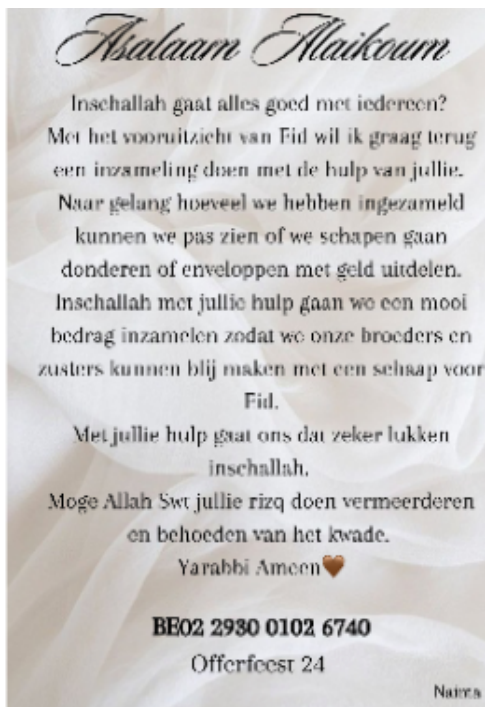 Asalaam Alaikoum
Inschallah gaat alles goed met iedereen?
Met het vooruitzicht van Eid wil ik graag terug
een inzameling doen met de hulp van jullie.
Naar gelang hoeveel we hebben ingezameld
kunnen we pas zien of we schapen gaan
donderen of enveloppen met geld uitdelen.
Inschallah met jullie hulp gaan we een mooi
bedrag inzamelen zodat we onze broeders en
zusters kunnen blij maken met een schaap voor
Eid.
Met jullie hulp gaat ons dat zeker lukken
inschallah.
Moge Allah Swt jullie rizq doen vermeerderen
en behoeden van het kwade.
Yarabbi Ameen🤎
BE02 2930 0102 6740
Offerfeest 24
Naima